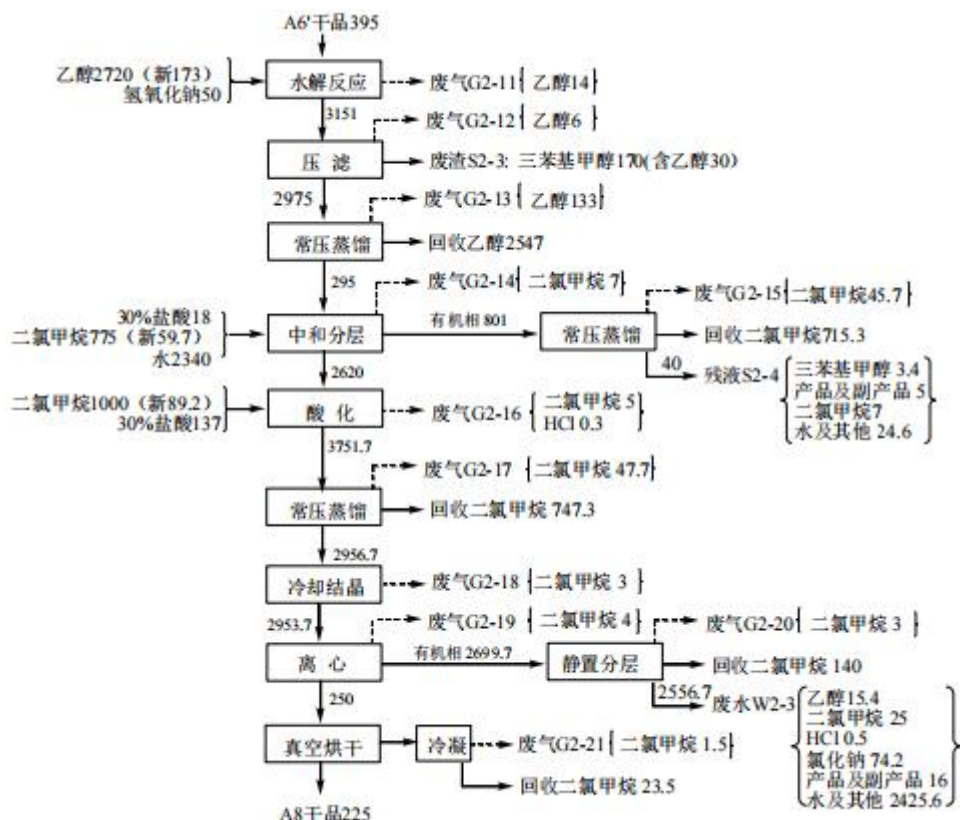 A6'干品395
乙醇2720（新173）
氢氧化钠50
水解反应
废气G2-11{ 乙醇14 }
3151
废气G2-12{ 乙醇6 }
压 滤
废渣S2-3: 三苯基甲醇170(含乙醇30）
2975
废气G2-13{ 乙醇133}
常压蒸馏
回收乙醇2547
295
废气G2-14{ 二氯甲烷 7 }
废气G2-15{二氯甲烷45.7}
30%盐酸18
二氯甲烷775（新59.7）
水2340
中和分层
有机相 801
常压蒸馏
回收二氯甲烷715.3
40
残液S2-4
三苯基甲醇 3.4
产品及副产品 5
二氯甲烷7
水及其他 24.6
2620
二氯甲烷1000（新89.2）
30%盐酸137
酸 化
废气G2-16
二氯甲烷 5
HCl 0.3
3751.7
废气G2-17 {二氯甲烷 47.7}
常压蒸馏
回收二氯甲烷 747.3
2956.7
冷却结晶
废气G2-18 {二氯甲烷 3 }
2953.7
废气G2-19 { 二氯甲烷 4}
废气G2-20{ 二氯甲烷 3 }
离 心
有机相 2699.7
静置分层
回收二氯甲烷 140
2556.7
废水W2-3
乙醇15.4
二氯甲烷 25
HCl 0.5
氯化钠 74.2
产品及副产品 16
水及其他 2425.6
250
真空烘干
冷凝
废气G2-21{ 二氯甲烷 1.5}
回收二氯甲烷 23.5
A8干品225